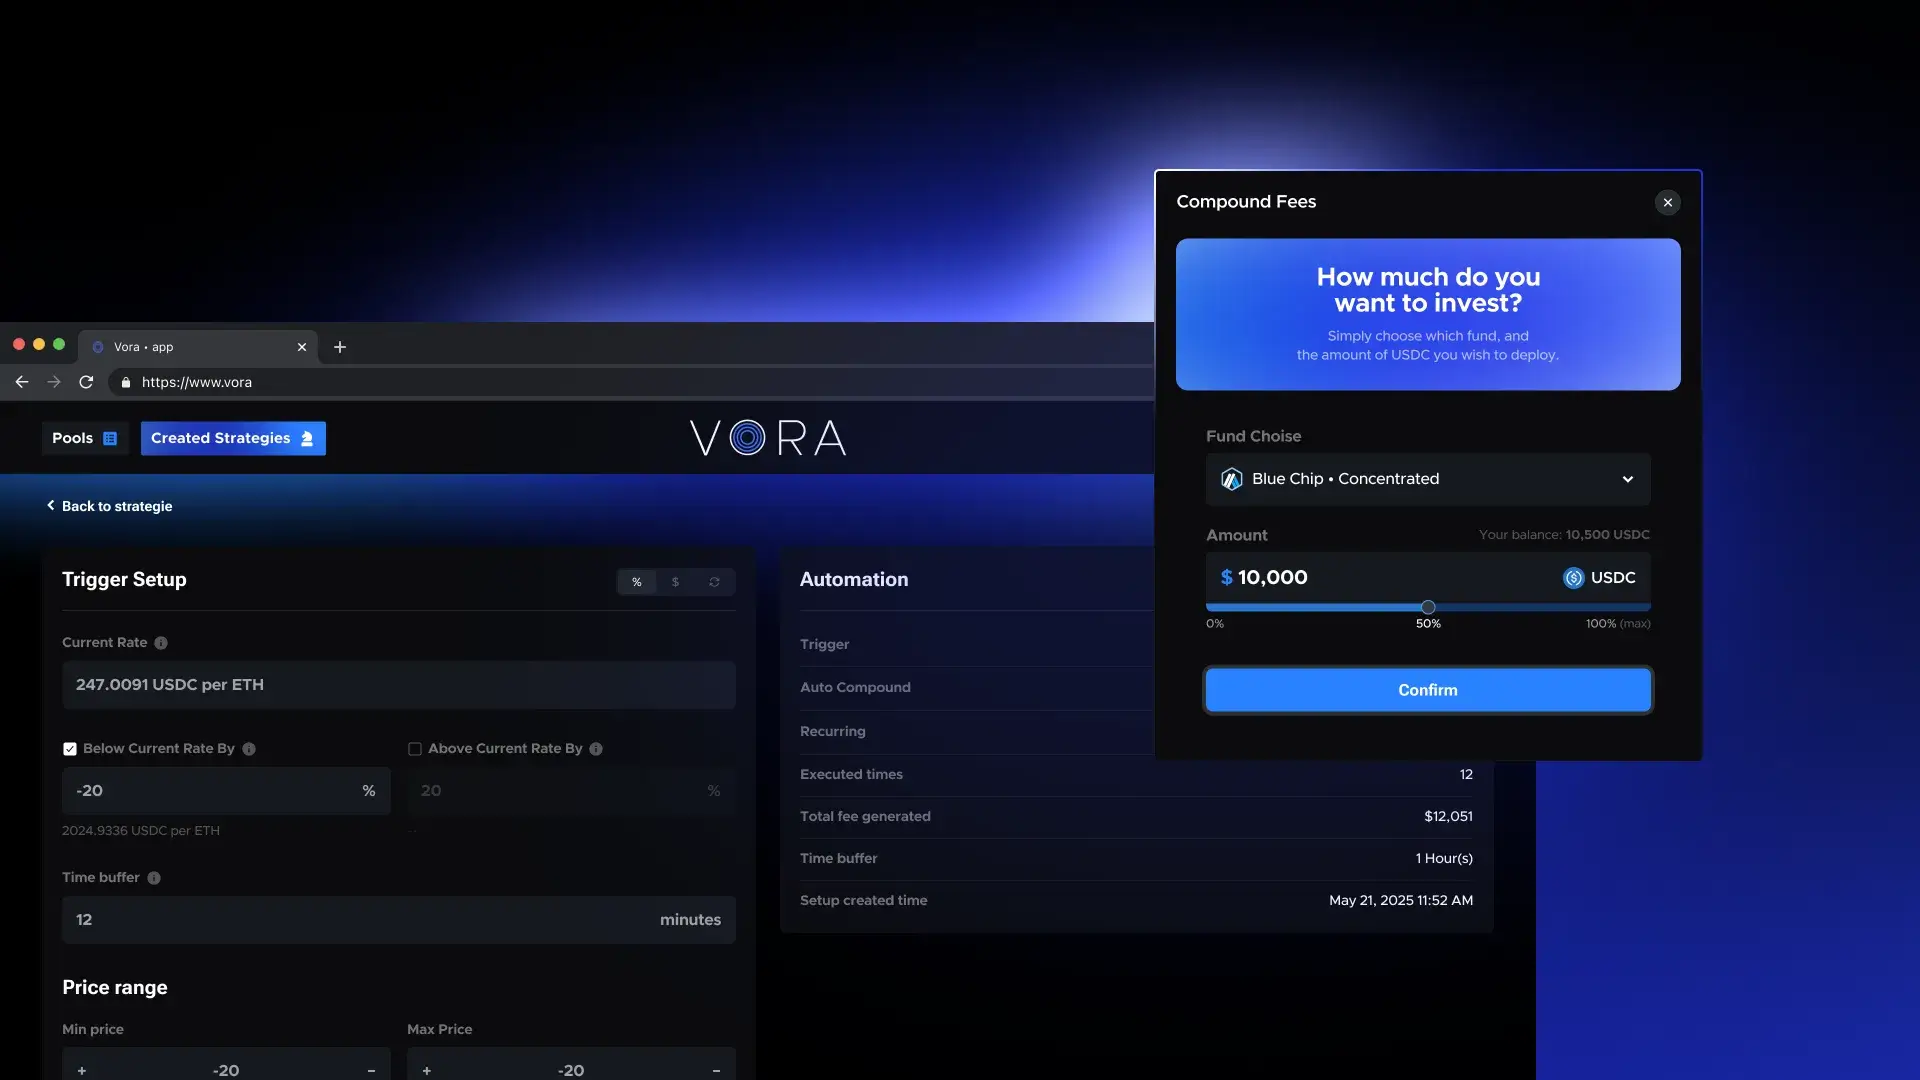 Vora • app
https://www.vora
Pools
Created Strategies
VORA
Back to strategie
Trigger Setup
% $
Current Rate
247.0091 USDC per ETH
Below Current Rate By
Above Current Rate By
-20 %
20 %
2024.9336 USDC per ETH
Time buffer
12 minutes
Price range
Min price
Max Price
+ -20 −
+ -20 −
Automation
Trigger
Auto Compound
Recurring
Executed times 12
Total fee generated $12,051
Time buffer 1 Hour(s)
Setup created time May 21, 2025 11:52 AM
Compound Fees
How much do you
want to invest?
Simply choose which fund, and
the amount of USDC you wish to deploy.
Fund Choise
Blue Chip • Concentrated
Amount
Your balance: 10,500 USDC
$ 10,000 USDC
0% 50% 100% (max)
Confirm